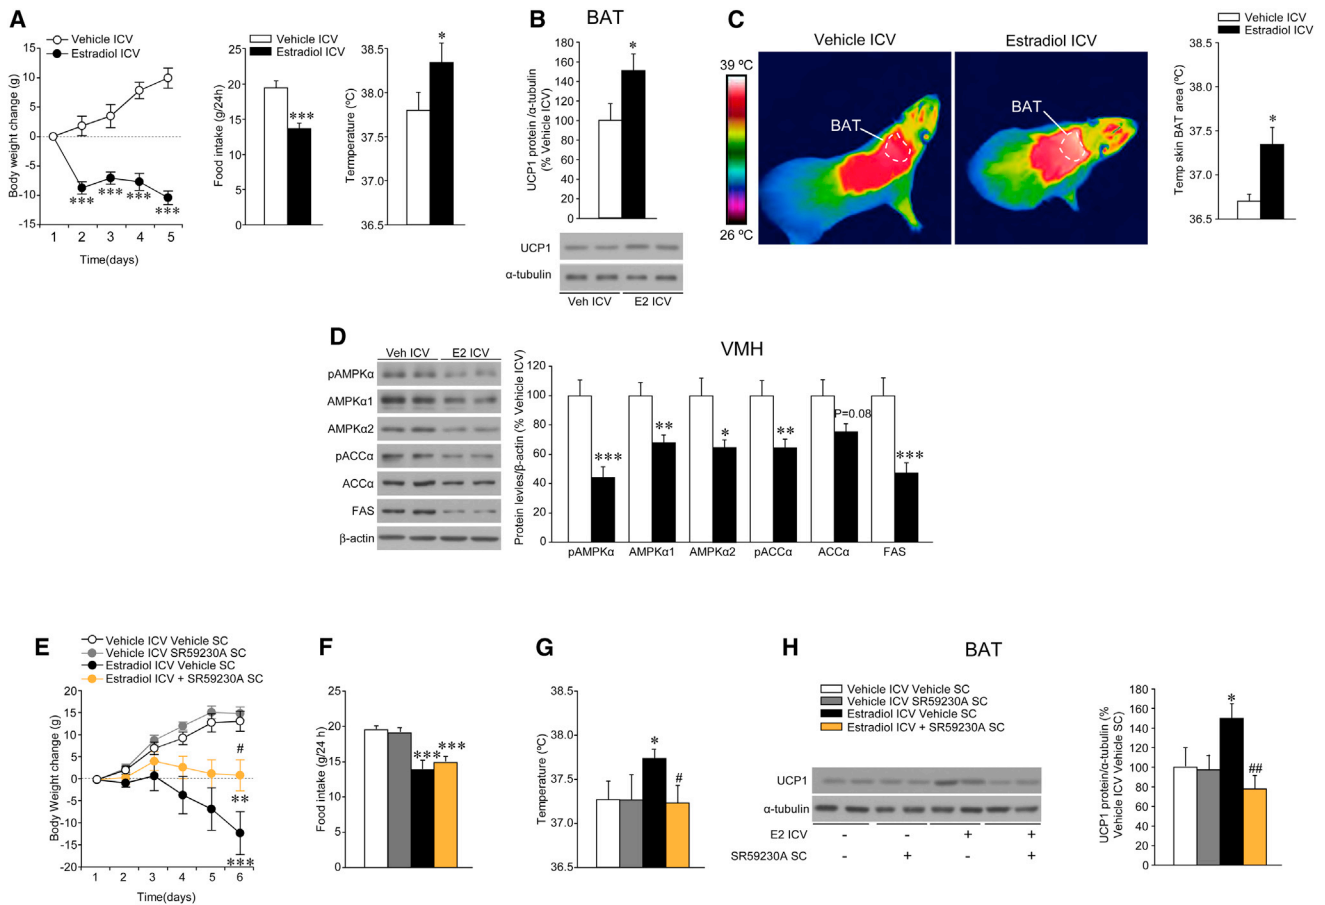 A
Vehicle ICV
Estradiol ICV
Body weight change (g)
15
10
5
0
-5
-10
-15
***
***
***
***
1 2 3 4 5
Time(days)
Vehicle ICV
Estradiol ICV
Food intake (g/24h)
25
20
15
10
5
0
***
Temperature (ºC)
38.5
38.0
37.5
37.0
36.5
*
B
BAT
UCP1 protein /α-tubulin
(% Vehicle ICV)
180
160
140
120
100
80
60
40
20
0
*
UCP1
α-tubulin
Veh ICV E2 ICV
C
Vehicle ICV
Estradiol ICV
39 ºC
26 ºC
BAT
BAT
Vehicle ICV
Estradiol ICV
Temp skin BAT area (ºC)
38.5
38.0
37.5
37.0
36.5
*
D
Veh ICV E2 ICV
pAMPKα
AMPKα1
AMPKα2
pACCα
ACCα
FAS
β-actin
VMH
Protein levles/β-actin (% Vehicle ICV)
120
100
80
60
40
20
0
***
**
*
**
P=0.08
***
pAMPKα AMPKα1 AMPKα2 pACCα ACCα FAS
E
Vehicle ICV Vehicle SC
Vehicle ICV SR59230A SC
Estradiol ICV Vehicle SC
Estradiol ICV + SR59230A SC
Body Weight change (g)
20
15
10
5
0
-5
-10
-15
-20
#
**
***
1 2 3 4 5 6
Time(days)
F
Food intake (g/24 h)
25
20
15
10
5
0
***
***
G
Temperature (ºC)
38.5
38.0
37.5
37.0
36.5
*
#
H
BAT
Vehicle ICV Vehicle SC
Vehicle ICV SR59230A SC
Estradiol ICV Vehicle SC
Estradiol ICV + SR59230A SC
UCP1
α-tubulin
E2 ICV - - + +
SR59230A SC - + - +
UCP1 protein/α-tubulin (%
Vehicle ICV Vehicle SC)
180
160
140
120
100
80
60
40
20
0
*
##